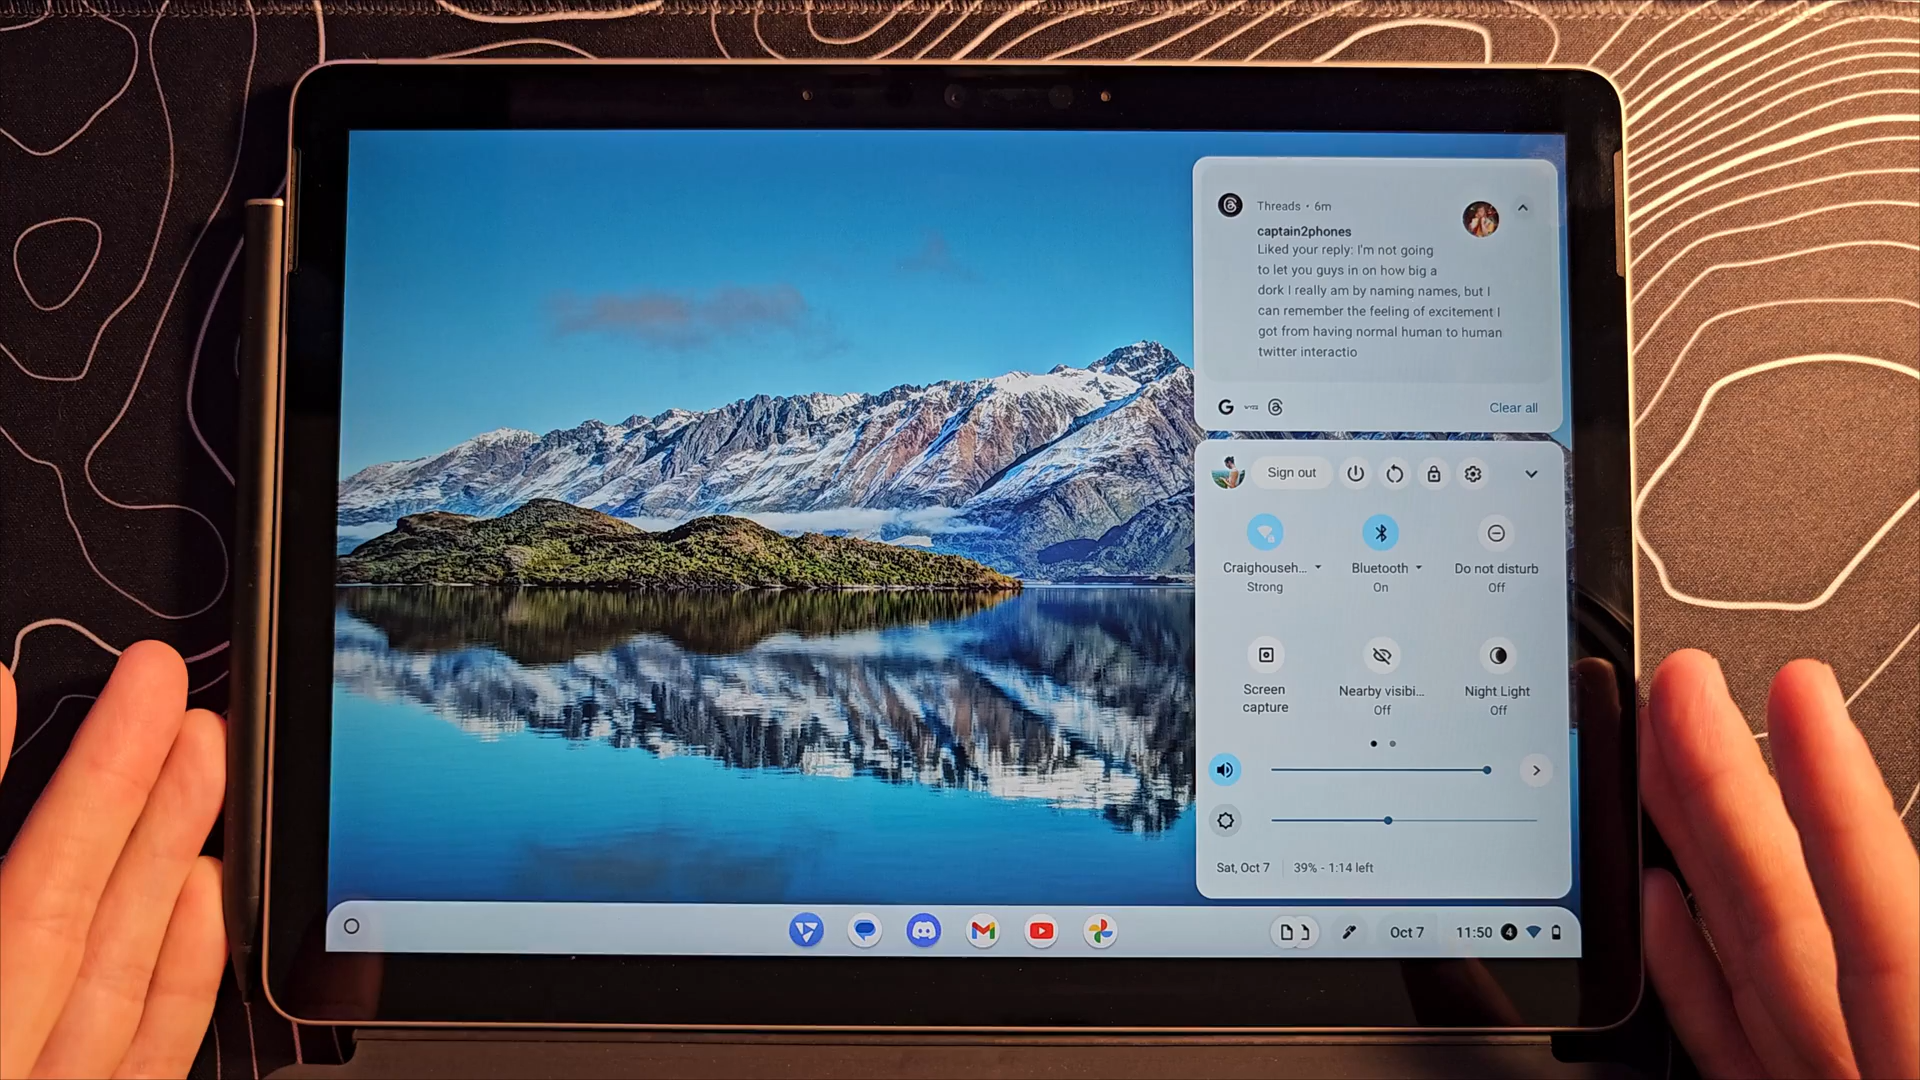 Threads • 6m
captain2phones
Liked your reply: I'm not going
to let you guys in on how big a
dork I really am by naming names, but I
can remember the feeling of excitement I
got from having normal human to human
twitter interactio
Clear all
Sign out
Craighouseh...
Strong
Bluetooth
On
Do not disturb
Off
Screen
capture
Nearby visibi...
Off
Night Light
Off
Sat, Oct 7
39% - 1:14 left
Oct 7
11:50
4